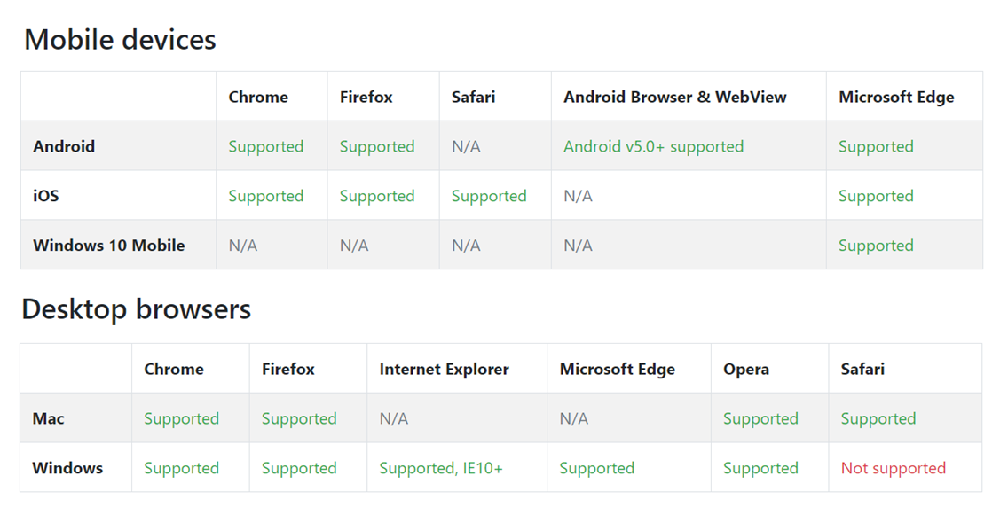 Mobile devices
Chrome Firefox Safari Android Browser & WebView Microsoft Edge
Android Supported Supported N/A Android v5.0+ supported Supported
iOS Supported Supported Supported N/A Supported
Windows 10 Mobile N/A N/A N/A N/A Supported
Desktop browsers
Chrome Firefox Internet Explorer Microsoft Edge Opera Safari
Mac Supported Supported N/A N/A Supported Supported
Windows Supported Supported Supported, IE10+ Supported Supported Not supported